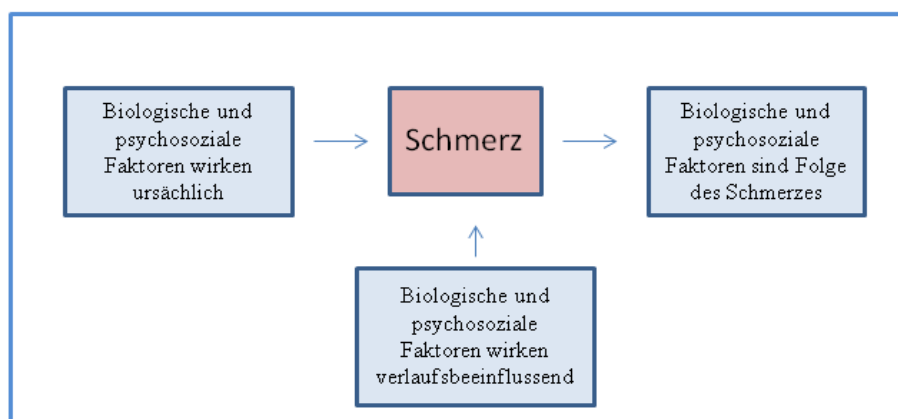 Biologische und
psychosoziale
Faktoren wirken
ursächlich
Schmerz
Biologische und
psychosoziale
Faktoren sind Folge
des Schmerzes
Biologische und
psychosoziale
Faktoren wirken
verlaufsbeeinflussend